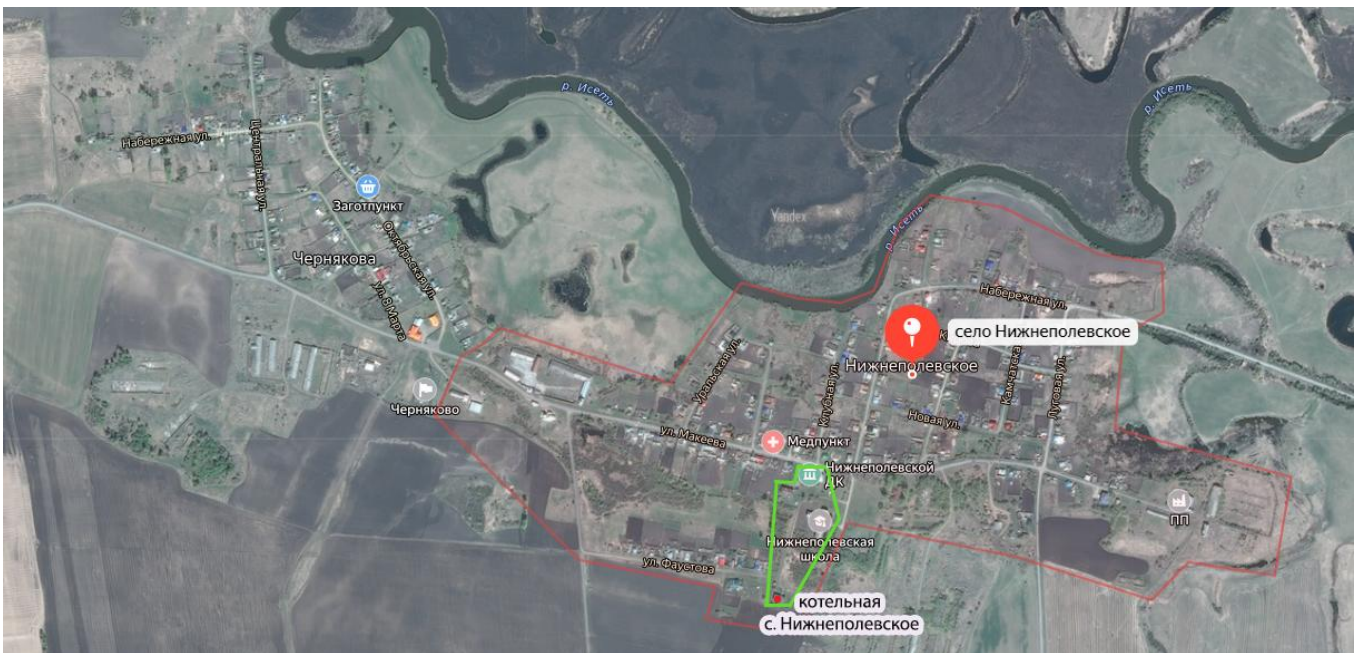 р. Исеть
р. Исеть
Набережная ул.
Центральная ул.
Заготпункт
Yandex
р. Исеть
Октябрьская ул.
Чернякова
ул. 8 Марта
Набережная ул.
село Нижнеполевское
Нижнеполевское
Уральская ул.
Клубная ул.
Камчатска
Луговая ул.
Черняково
Новая ул.
ул. Макеева
Медпункт
Нижнеполевской
ДК
ПП
Нижнеполевская
школа
ул. Фаустова
котельная
с. Нижнеполевское